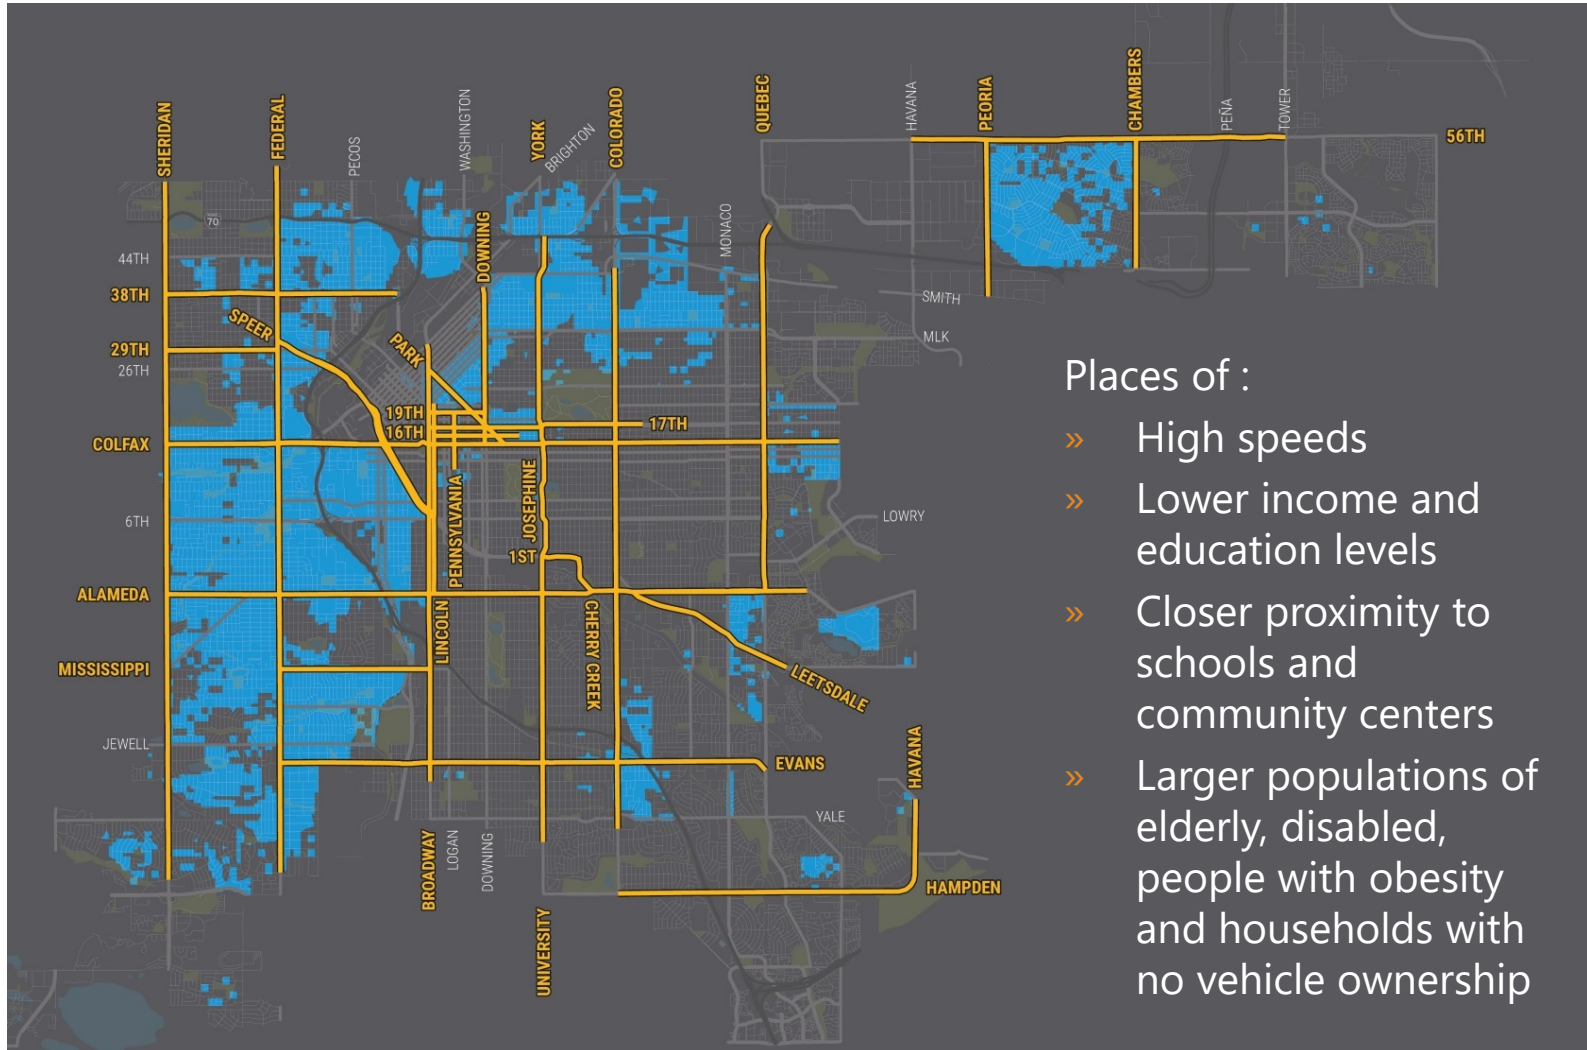 SHERIDAN
FEDERAL
PECOS
WASHINGTON
YORK
BRIGHTON
COLORADO
QUEBEC
HAVANA
PEORIA
CHAMBERS
PEÑA
TOWER
56TH
70
DOWNING
MONACO
44TH
38TH
SPEER
SMITH
29TH
PARK
MLK
26TH
19TH
16TH
17TH
COLFAX
PENNSYLVANIA
JOSEPHINE
6TH
LOWRY
1ST
ALAMEDA
LINCOLN
CHERRY CREEK
MISSISSIPPI
LEETSDALE
JEWELL
EVANS
HAVANA
YALE
BROADWAY
LOGAN
DOWNING
HAMPDEN
UNIVERSITY
Places of :
» High speeds
» Lower income and
education levels
» Closer proximity to
schools and
community centers
» Larger populations of
elderly, disabled,
people with obesity
and households with
no vehicle ownership